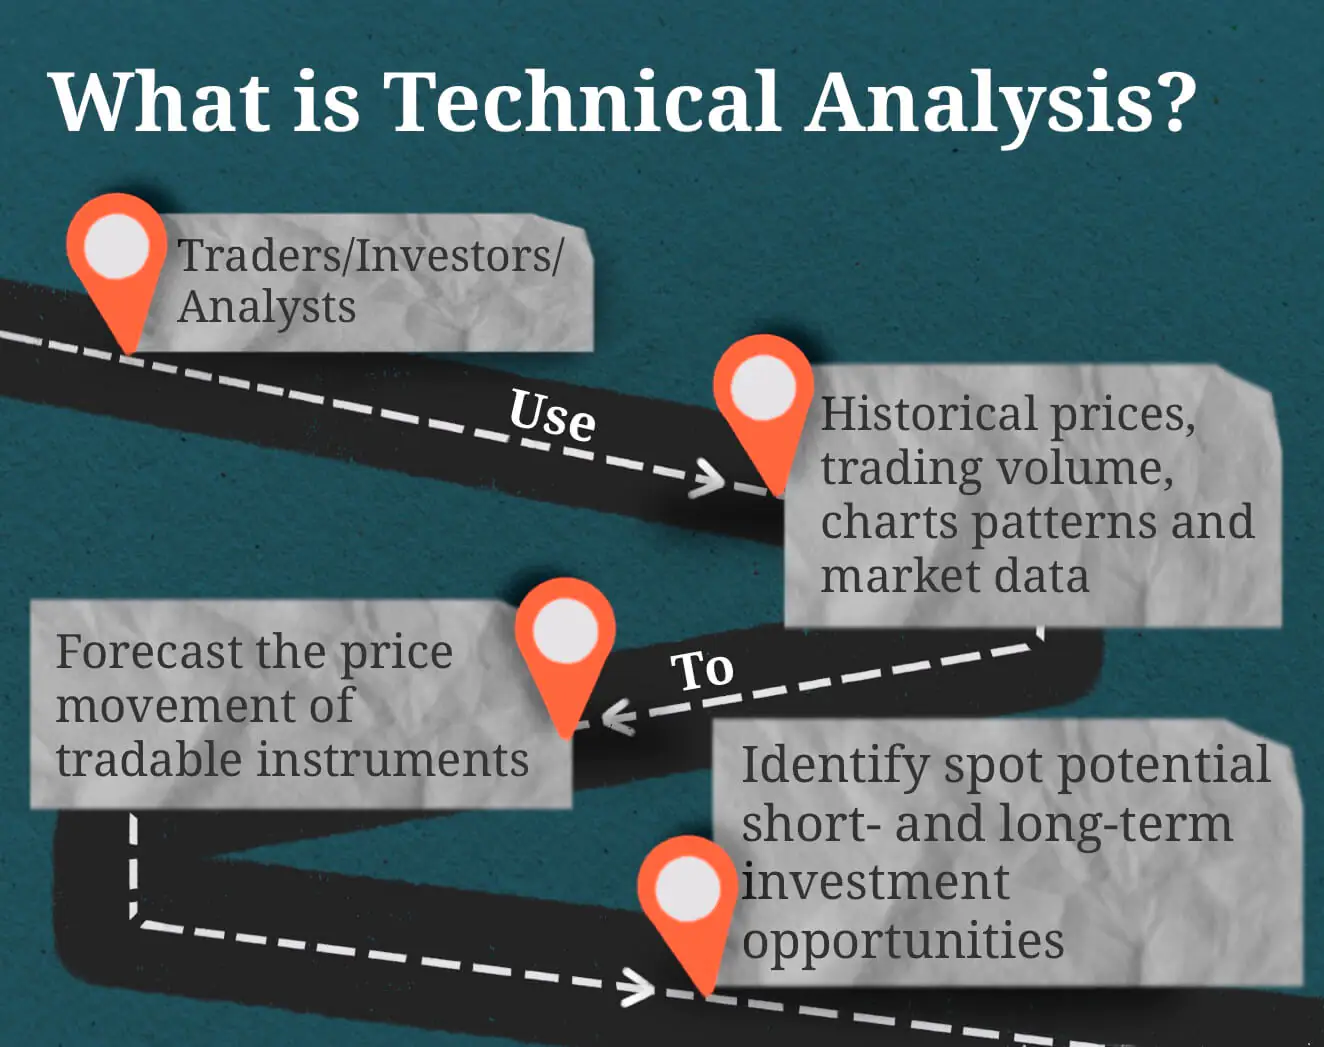 What is Technical Analysis?
Traders/Investors/
Analysts
Use
Historical prices,
trading volume,
charts patterns and
market data
To
Forecast the price
movement of
tradable instruments
Identify spot potential
short- and long-term
investment
opportunities